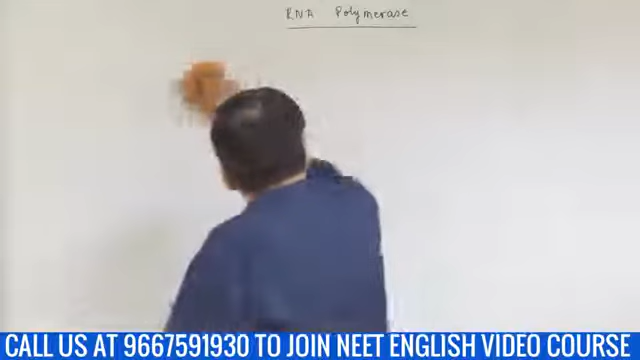 RNA Polymerase
CALL US AT 9667591930 TO JOIN NEET ENGLISH VIDEO COURSE